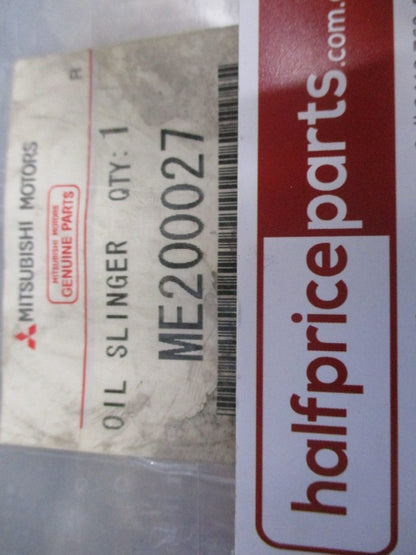 MITSUBISHI MOTORS
MITSUBISHI MOTORS
GENUINE PARTS
R
OIL SLINGER QTY: 1
ME200027
halfpriceparts.com.